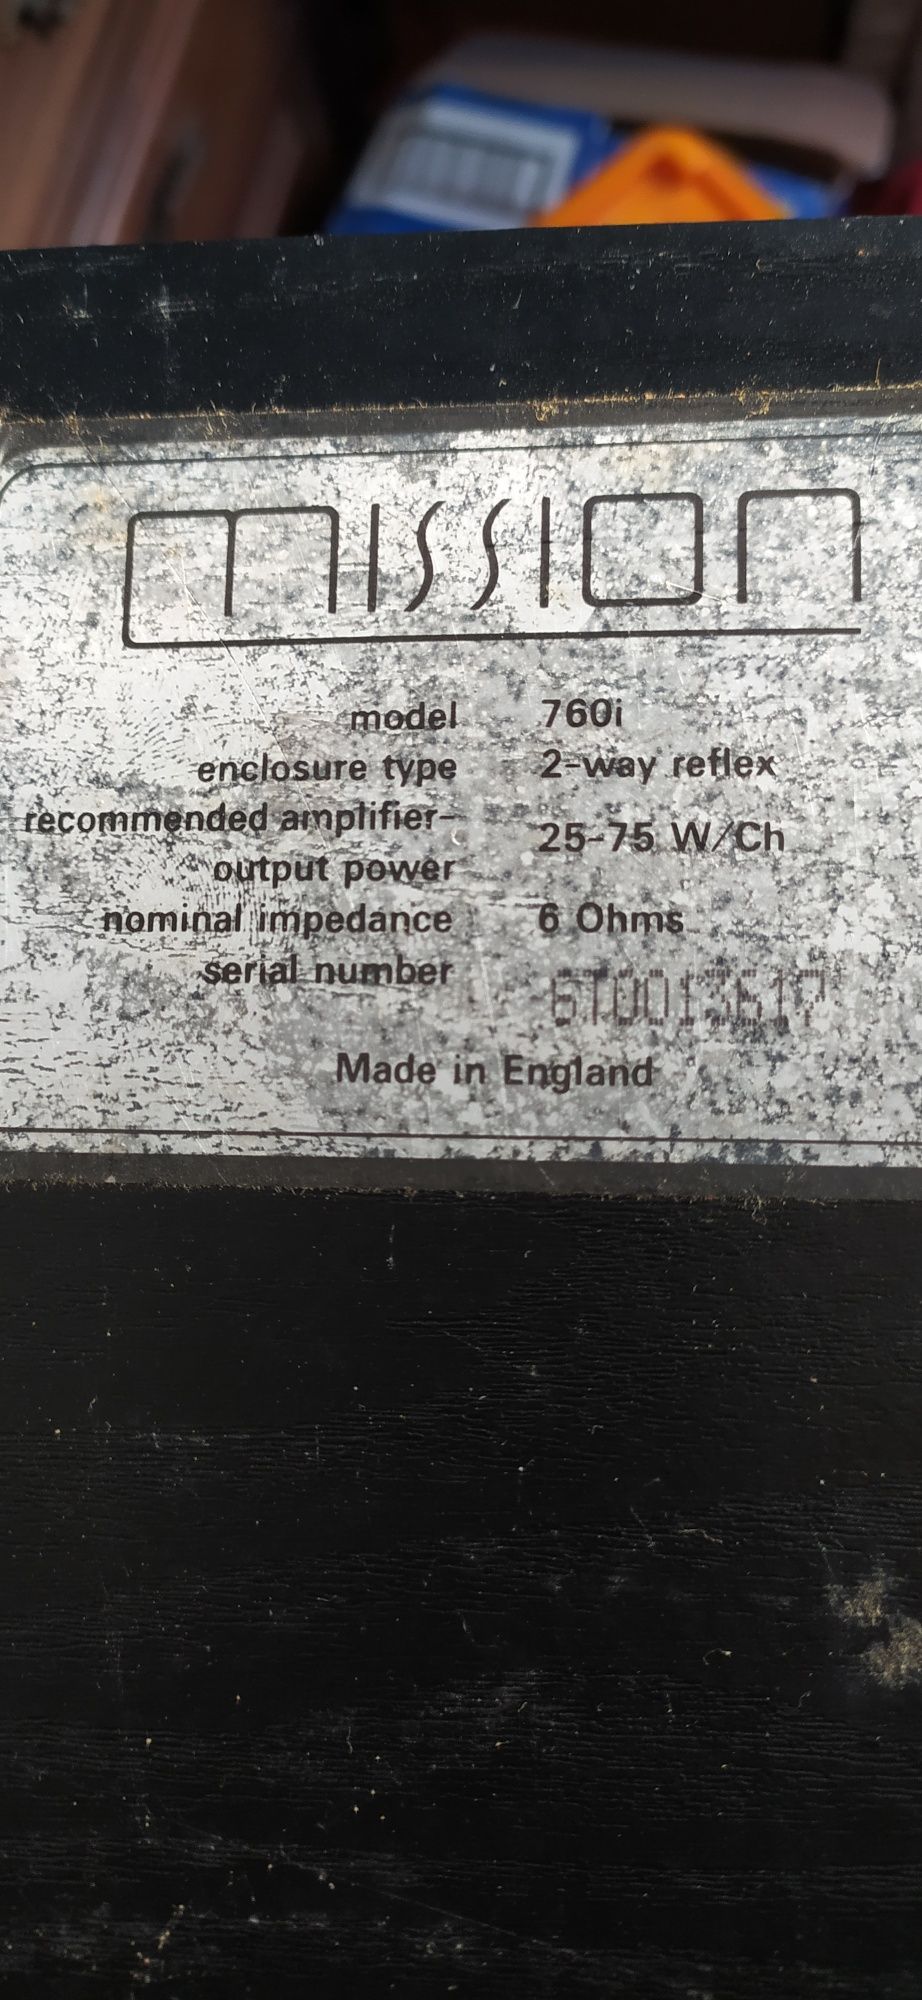 mission
model 760i
enclosure type 2-way reflex
recommended amplifier-
output power 25-75 W/Ch
nominal impedance 6 Ohms
serial number
Made in England